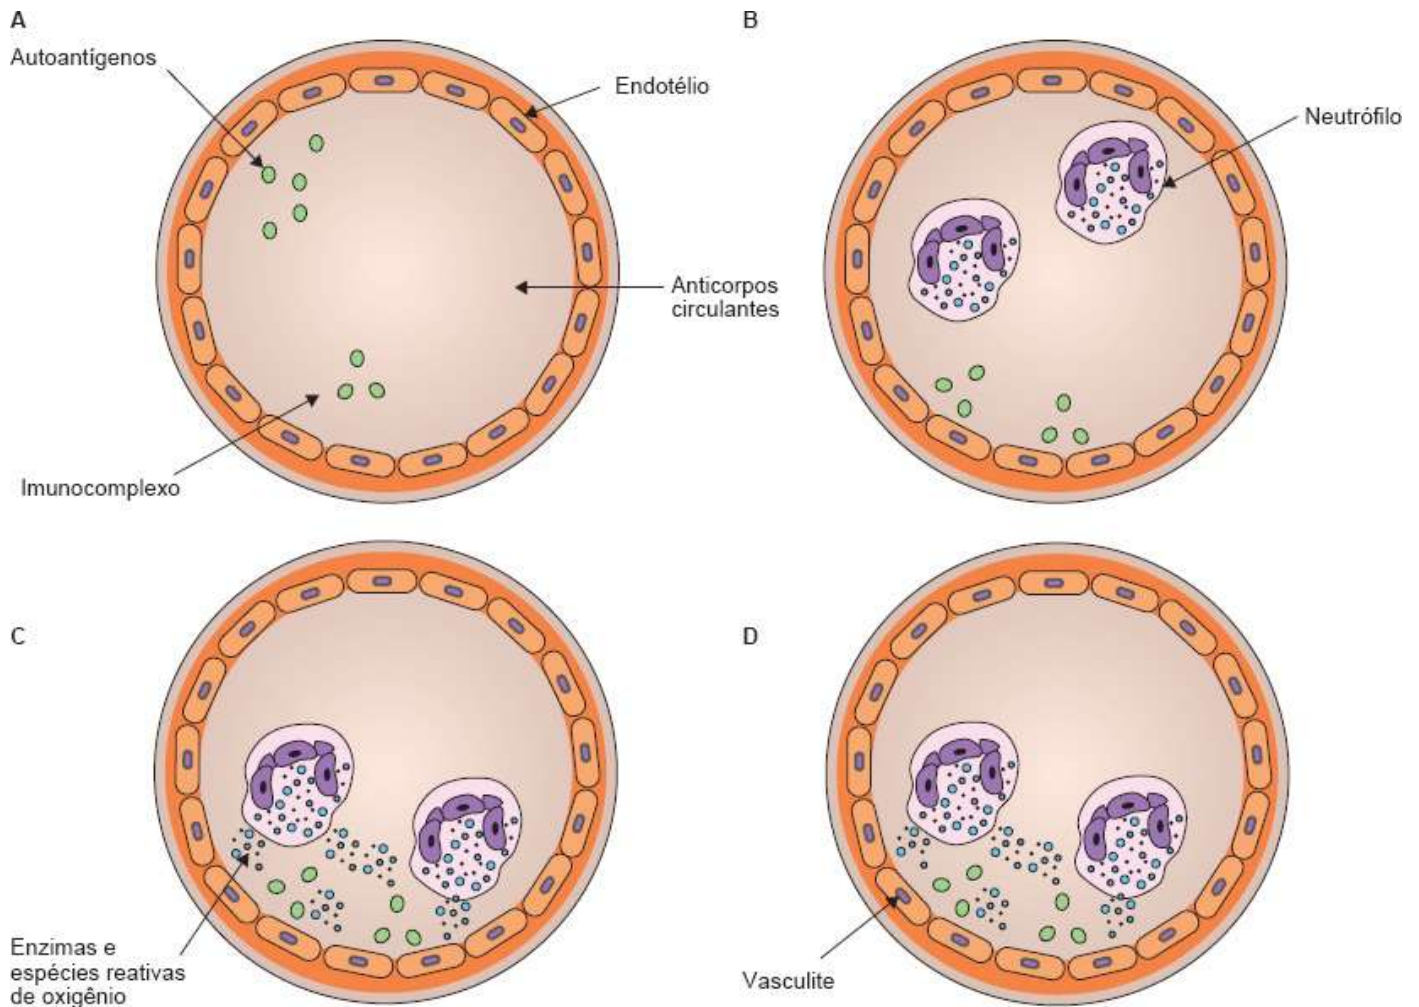 A
Autoantígenos
Endotélio
Anticorpos
circulantes
Imunocomplexo
B
Neutrófilo
C
Enzimas e
espécies reativas
de oxigênio
D
Vasculite